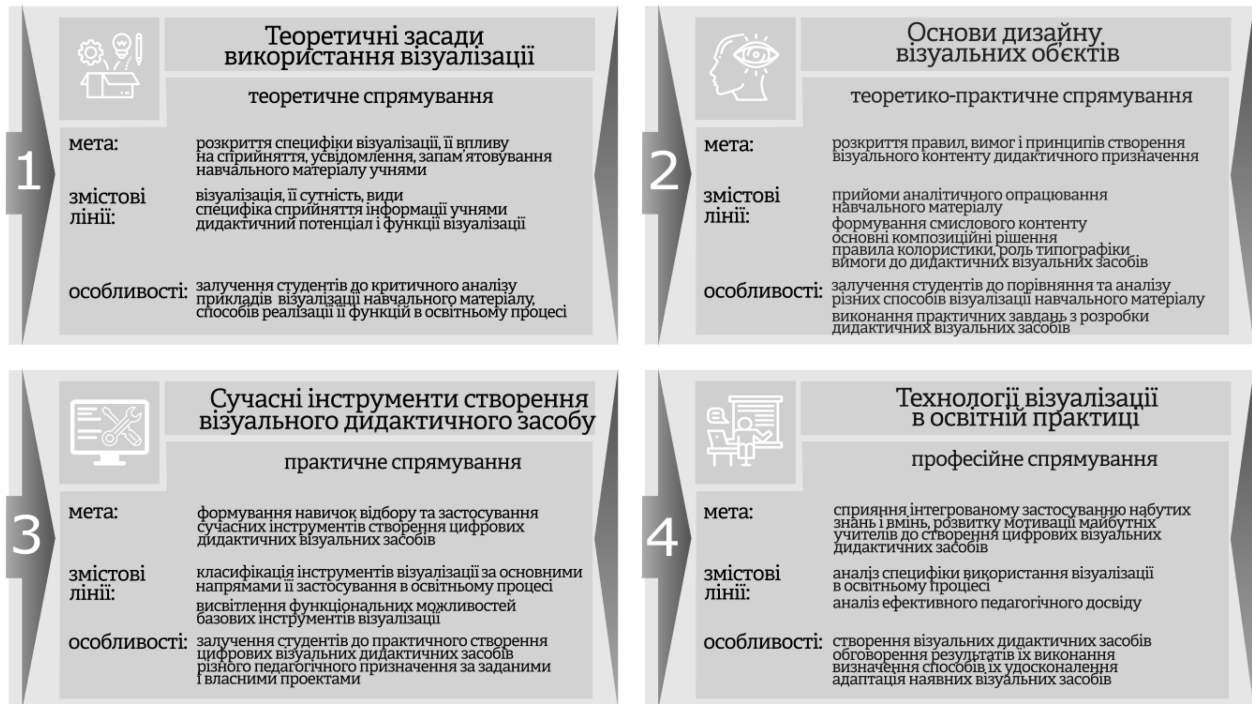 1
Теоретичні засади
використання візуалізації
теоретичне спрямування
мета:
розкриття специфіки візуалізації, її впливу
на сприйняття, усвідомлення, запам'ятовування
навчального матеріалу учнями
змістові
лінії:
візуалізація, її сутність, види
специфіка сприйняття інформації учнями
дидактичний потенціал і функції візуалізації
особливості:
залучення студентів до критичного аналізу
прикладів візуалізації навчального матеріалу,
способів реалізації її функцій в освітньому процесі
2
Основи дизайну
візуальних об'єктів
теоретико-практичне спрямування
мета:
розкриття правил, вимог і принципів створення
візуального контенту дидактичного призначення
змістові
лінії:
прийоми аналітичного опрацювання
навчального матеріалу
формування смислового контенту
основні композиційні рішення
правила колористики, роль типографіки
вимоги до дидактичних візуальних засобів
особливості:
залучення студентів до порівняння та аналізу
різних способів візуалізації навчального матеріалу
виконання практичних завдань з розробки
дидактичних візуальних засобів
3
Сучасні інструменти створення
візуального дидактичного засобу
практичне спрямування
мета:
формування навичок відбору та застосування
сучасних інструментів створення цифрових
дидактичних візуальних засобів
змістові
лінії:
класифікація інструментів візуалізації за основними
напрямами її застосування в освітньому процесі
висвітлення функціональних можливостей
базових інструментів візуалізації
особливості:
залучення студентів до практичного створення
цифрових візуальних дидактичних засобів
різного педагогічного призначення за заданими
і власними проектами
4
Технології візуалізації
в освітній практиці
професійне спрямування
мета:
сприяння інтегрованому застосуванню набутих
знань і вмінь, розвитку мотивації майбутніх
учителів до створення цифрових візуальних
дидактичних засобів
змістові
лінії:
аналіз специфіки використання візуалізації
в освітньому процесі
аналіз ефективного педагогічного досвіду
особливості:
створення візуальних дидактичних засобів
обговорення результатів їх виконання
визначення способів їх удосконалення
адаптація наявних візуальних засобів